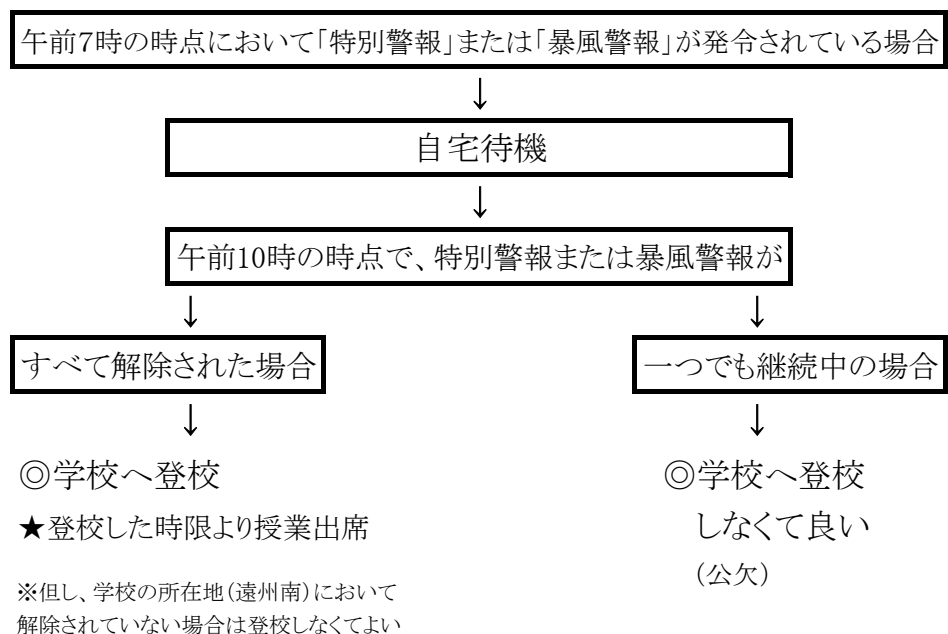 午前7時の時点において「特別警報」または「暴風警報」が発令されている場合
↓
自宅待機
↓
午前10時の時点で、特別警報または暴風警報が
↓ ↓
すべて解除された場合
一つでも継続中の場合
↓ ↓
◎学校へ登校
★登校した時限より授業出席
※但し、学校の所在地(遠州南)において
解除されていない場合は登校しなくてよい
◎学校へ登校
しなくて良い
(公欠)